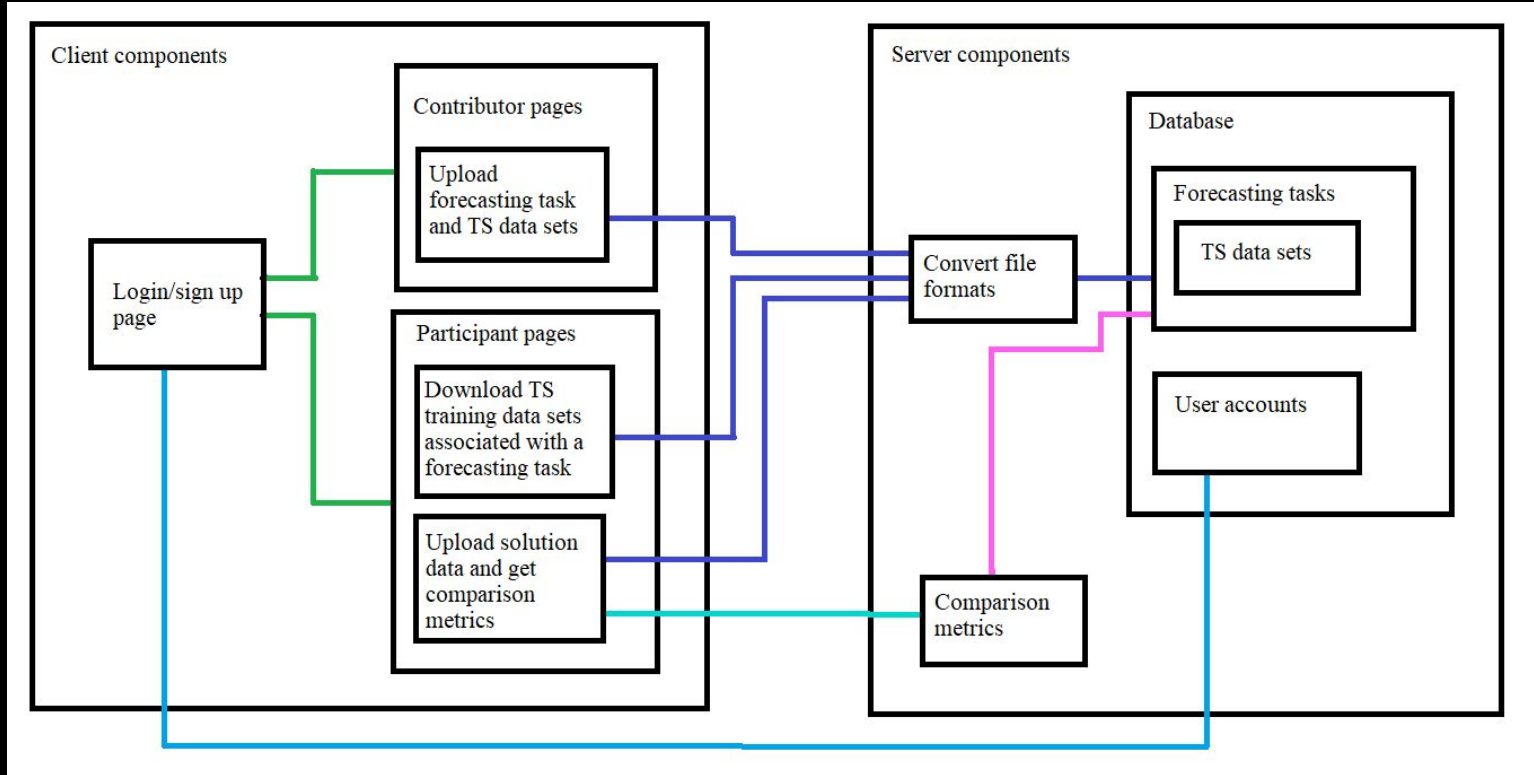 Client components
Contributor pages
Upload
forecasting task
and TS data sets
Login/sign up
page
Participant pages
Download TS
training data sets
associated with a
forecasting task
Upload solution
data and get
comparison
metrics
Server components
Database
Forecasting tasks
TS data sets
Convert file
formats
User accounts
Comparison
metrics